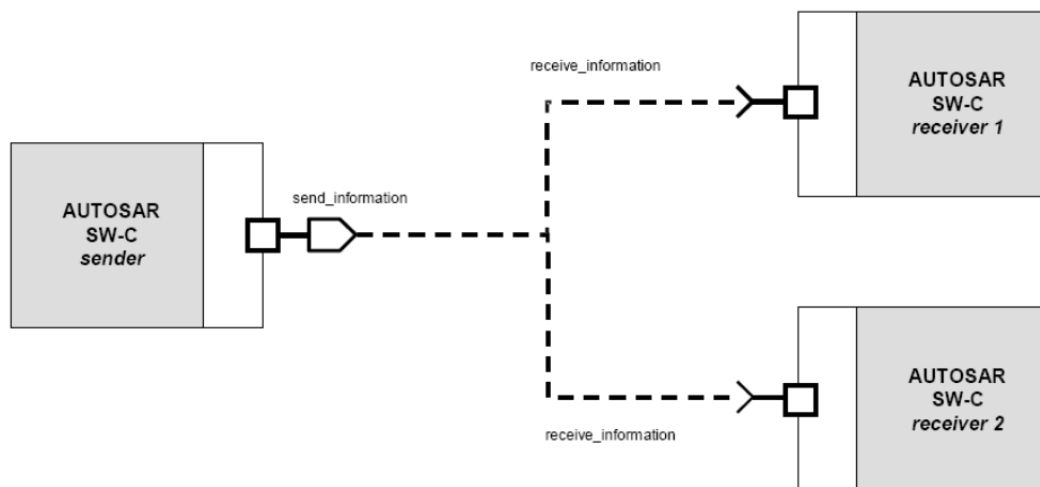 receive_information
AUTOSAR
SW-C
receiver 1
send_information
AUTOSAR
SW-C
sender
AUTOSAR
SW-C
receiver 2
receive_information